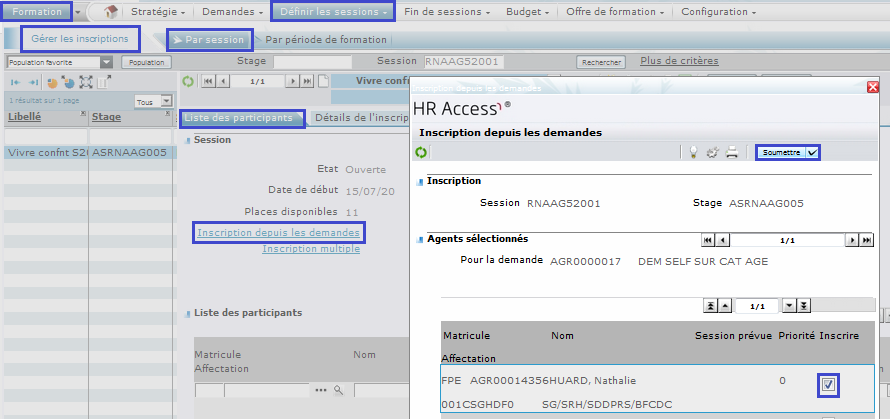 Formation Stratégie Demandes Définir les sessions Fin de sessions Budget Offre de formation Configuration
Gérer les inscriptions Par session Par période de formation
Population favorite Population Stage Session RNAAG52001 Rechercher Plus de critères
1/1 Vivre confn
1 résultat sur 1 page Tous
Libellé Stage
Vivre confnt S20 ASRNAAG005
Liste des participants Détails de l'inscrip
Session
Etat Ouverte
Date de début 15/07/20
Places disponibles 11
Inscription depuis les demandes
Inscription multiple
Liste des participants
Matricule Nom
Affectation
Inscription Depuis les demandes
HR Access®
Inscription depuis les demandes
Soumettre
Inscription
Session RNAAG52001 Stage ASRNAAG005
Agents sélectionnés
1/1
Pour la demande AGR0000017 DEM SELF SUR CAT AGE
1/1
Matricule Nom Session prévue Priorité Inscrire
Affectation
FPE AGR00014356HUARD, Nathalie 0
001CSGHDF0 SG/SRH/SDDPRS/BFCDC